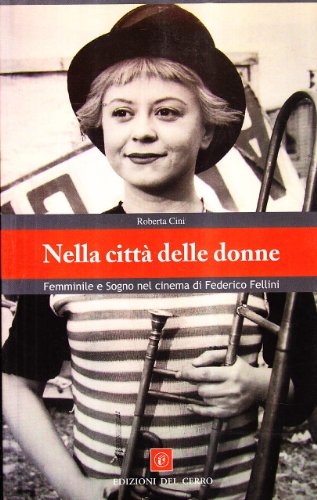 Roberta Cini
Nella città delle donne
Femminile e Sogno nel cinema di Federico Fellini
EDIZIONI DEL CERRO